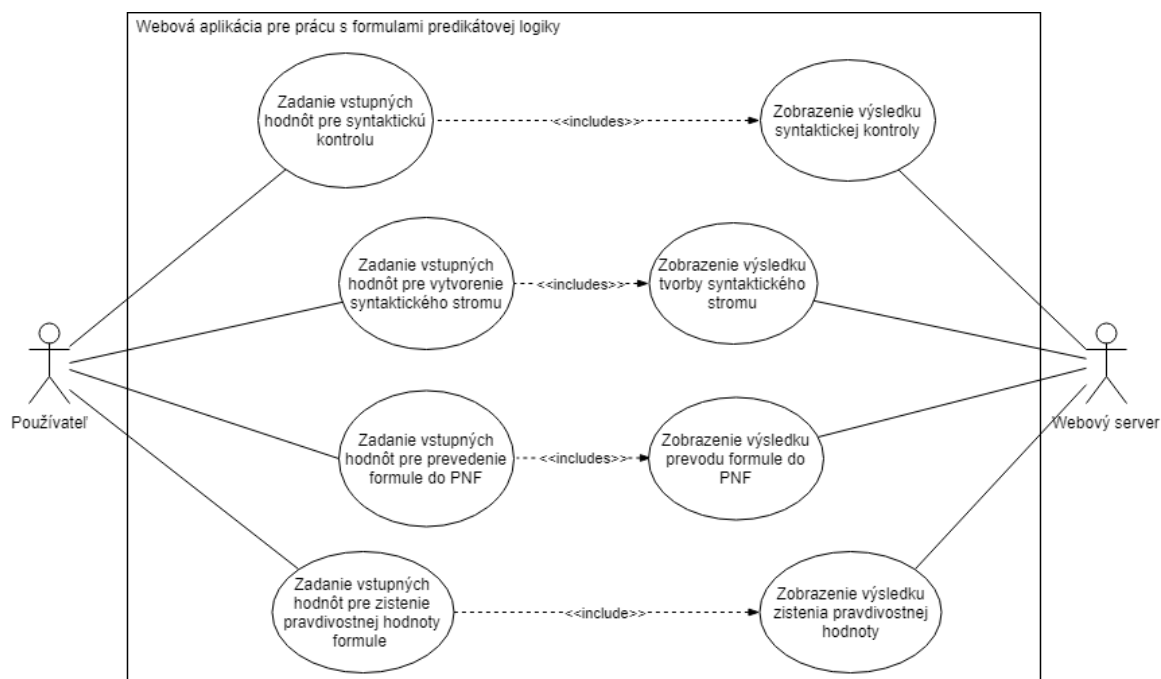 Webová aplikácia pre prácu s formulami predikátovej logiky
Zadanie vstupných
hodnôt pre syntaktickú
kontrolu
<<includes>>
Zobrazenie výsledku
syntaktickej kontroly
Zadanie vstupných
hodnôt pre vytvorenie
syntaktického stromu
<<includes>>
Zobrazenie výsledku
tvorby syntaktického
stromu
Používateľ
Webový server
Zadanie vstupných
hodnôt pre prevedenie
formule do PNF
<<includes>>
Zobrazenie výsledku
prevodu formule do
PNF
Zadanie vstupných
hodnôt pre zistenie
pravdivostnej hodnoty
formule
<<include>>
Zobrazenie výsledku
zistenia pravdivostnej
hodnoty